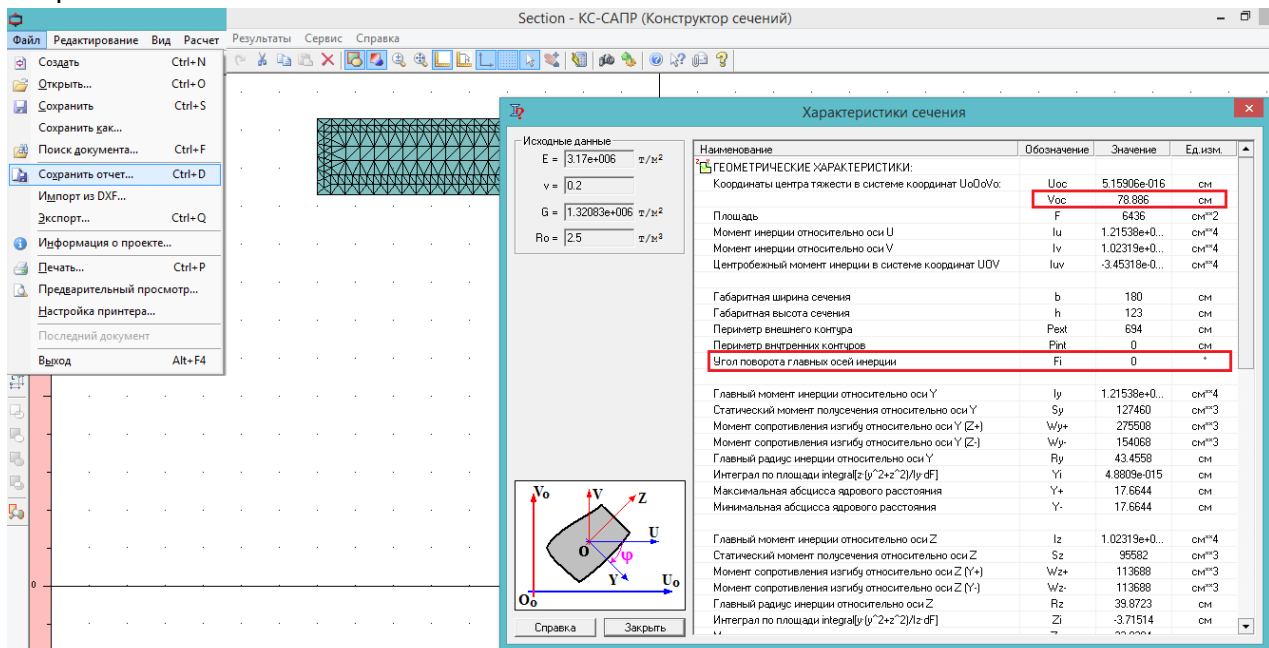 Section - КС-САПР (Конструктор сечений)
Файл Редактирование Вид Расчет Результаты Сервис Справка
Создать Ctrl+N
Открыть... Ctrl+O
Сохранить Ctrl+S
Сохранить как...
Поиск документа... Ctrl+F
Сохранить отчет... Ctrl+D
Импорт из DXF...
Экспорт... Ctrl+Q
Информация о проекте...
Печать... Ctrl+P
Предварительный просмотр...
Настройка принтера...
Последний документ
Выход Alt+F4
0
Характеристики сечения
Исходные данные
E = 3.17e+006 т/м²
v = 0.2
G = 1.32083e+006 т/м²
Ro = 2.5 т/м³
Наименование Обозначение Значение Ед.изм.
ГЕОМЕТРИЧЕСКИЕ ХАРАКТЕРИСТИКИ:
Координаты центра тяжести в системе координат UoOoVo: Uoc 5.15906e-016 см
Voc 78.886 см
Площадь F 6436 см**2
Момент инерции относительно оси U Iu 1.21538e+0... см**4
Момент инерции относительно оси V Iv 1.02319e+0... см**4
Центробежный момент инерции в системе координат UOV Iuv -3.45318e-0... см**4
Габаритная ширина сечения b 180 см
Габаритная высота сечения h 123 см
Периметр внешнего контура Pext 694 см
Периметр внутренних контуров Pint 0 см
Угол поворота главных осей инерции Fi 0 °
Главный момент инерции относительно оси Y Iy 1.21538e+0... см**4
Статический момент полусечения относительно оси Y Sy 127460 см**3
Момент сопротивления изгибу относительно оси Y (Z+) Wy+ 275508 см**3
Момент сопротивления изгибу относительно оси Y (Z-) Wy- 154068 см**3
Главный радиус инерции относительно оси Y Ry 43.4558 см
Интеграл по площади integral[z·(y^2+z^2)/Iy·dF] Yi 4.8809e-015 см
Максимальная абсцисса ядрового расстояния Y+ 17.6644 см
Минимальная абсцисса ядрового расстояния Y- 17.6644 см
Главный момент инерции относительно оси Z Iz 1.02319e+0... см**4
Статический момент полусечения относительно оси Z Sz 95582 см**3
Момент сопротивления изгибу относительно оси Z (Y+) Wz+ 113688 см**3
Момент сопротивления изгибу относительно оси Z (Y-) Wz- 113688 см**3
Главный радиус инерции относительно оси Z Rz 39.8723 см
Интеграл по площади integral[y·(y^2+z^2)/Iz·dF] Zi -3.71514 см
Vo V Z
U
O φ
Y Uo
Oo
Справка Закрыть